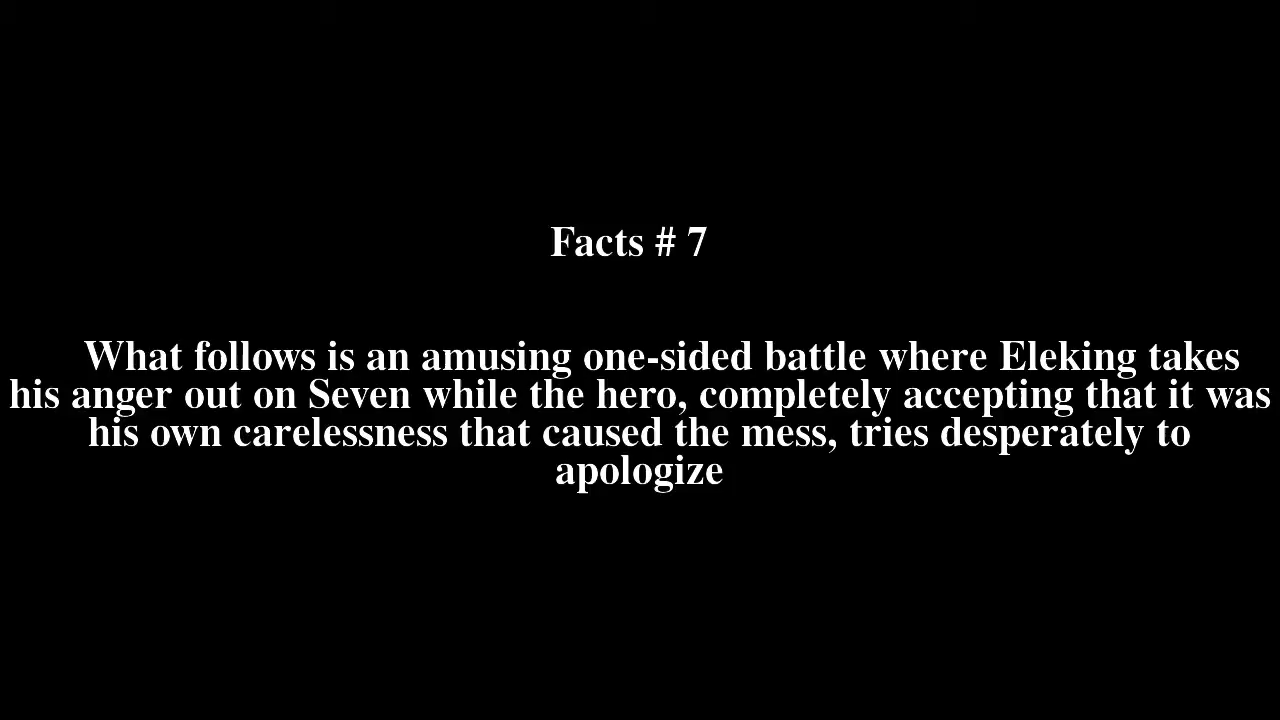 Facts # 7
What follows is an amusing one-sided battle where Eleking takes
his anger out on Seven while the hero, completely accepting that it was
his own carelessness that caused the mess, tries desperately to
apologize